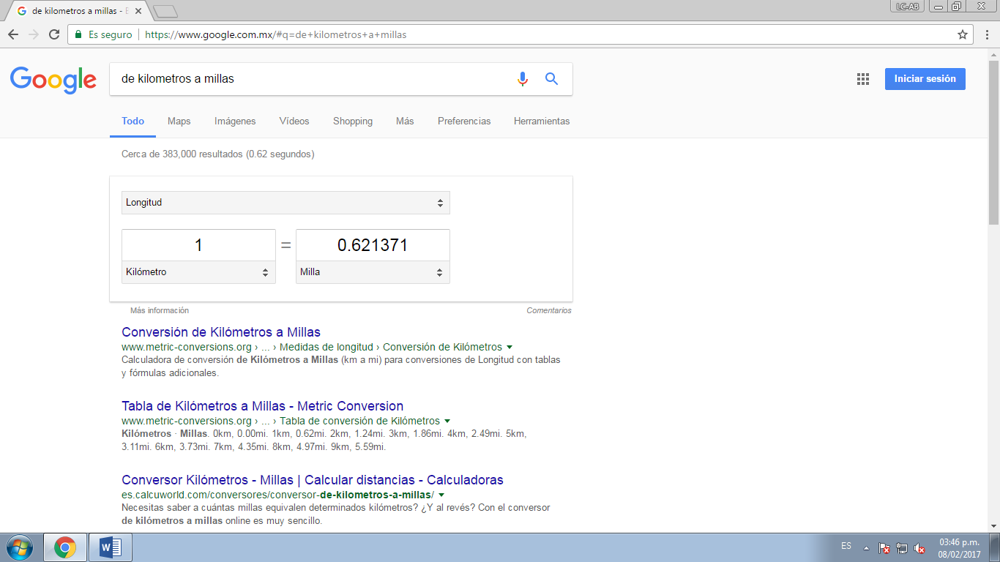 de kilometros a millas - B
LC-AB
Es seguro
https://www.google.com.mx/#q=de+kilometros+a+millas
Google
de kilometros a millas
Iniciar sesión
Todo Maps Imágenes Vídeos Shopping Más Preferencias Herramientas
Cerca de 383,000 resultados (0.62 segundos)
Longitud
1 = 0.621371
Kilómetro Milla
Más información Comentarios
Conversión de Kilómetros a Millas
www.metric-conversions.org › ... › Medidas de longitud › Conversión de Kilómetros
Calculadora de conversión de Kilómetros a Millas (km a mi) para conversiones de Longitud con tablas
y fórmulas adicionales.
Tabla de Kilómetros a Millas - Metric Conversion
www.metric-conversions.org › ... › Tabla de conversión de Kilómetros
Kilómetros · Millas. 0km, 0.00mi. 1km, 0.62mi. 2km, 1.24mi. 3km, 1.86mi. 4km, 2.49mi. 5km,
3.11mi. 6km, 3.73mi. 7km, 4.35mi. 8km, 4.97mi. 9km, 5.59mi.
Conversor Kilómetros - Millas | Calcular distancias - Calculadoras
es.calcuworld.com/conversores/conversor-de-kilometros-a-millas/
Necesitas saber a cuántas millas equivalen determinados kilómetros? ¿Y al revés? Con el conversor
de kilómetros a millas online es muy sencillo.
W
ES
03:46 p.m.
08/02/2017